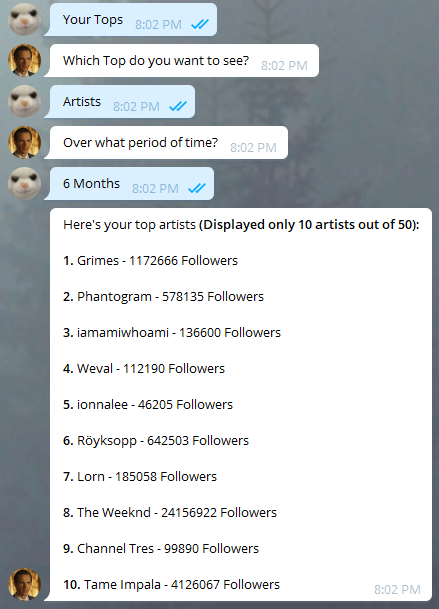 Your Tops 8:02 PM
Which Top do you want to see? 8:02 PM
Artists 8:02 PM
Over what period of time? 8:02 PM
6 Months 8:02 PM
Here's your top artists (Displayed only 10 artists out of 50):
1. Grimes - 1172666 Followers
2. Phantogram - 578135 Followers
3. iamamiwhoami - 136600 Followers
4. Weval - 112190 Followers
5. ionnalee - 46205 Followers
6. Röyksopp - 642503 Followers
7. Lorn - 185058 Followers
8. The Weeknd - 24156922 Followers
9. Channel Tres - 99890 Followers
10. Tame Impala - 4126067 Followers 8:02 PM